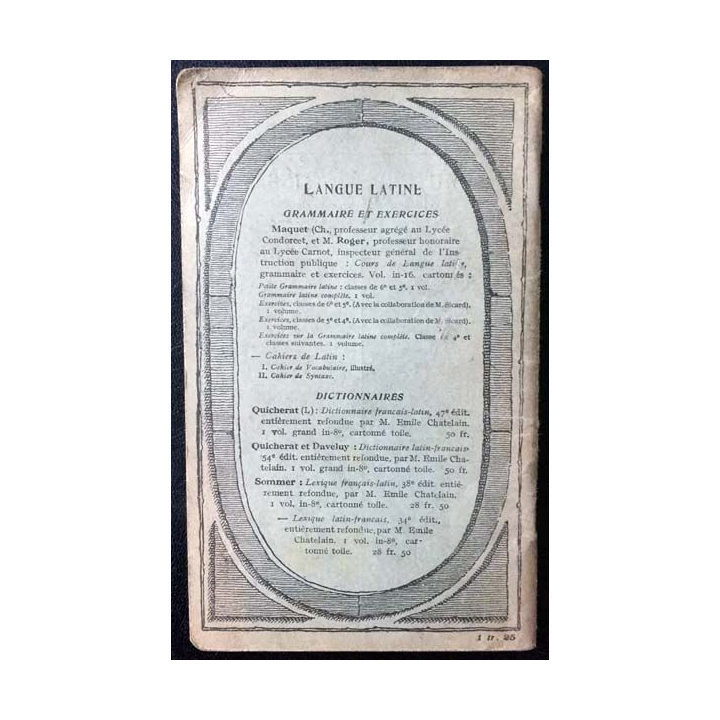 LANGUE LATINE
GRAMMAIRE ET EXERCICES
Maquet (Ch., professeur agrégé au Lycée
Condorcet, et M. Roger, professeur honoraire
au Lycée Carnot, inspecteur général de l'Ins-
truction publique : Cours de Langue latine,
grammaire et exercices. Vol. in-16. cartonnés :
Petite Grammaire latine : classes de 6e et 5e, 1 vol.
Grammaire latine complète. 1 vol.
Exercices, classes de 6e et 5e. (Avec la collaboration de M. Sicard).
1 volume.
Exercices, classes de 5e et 4e. (Avec la collaboration de M. Sicard).
1 volume.
Exercices sur la Grammaire latine complète. Classe de 4e et
classes suivantes. 1 volume.
— Cahiers de Latin :
I. Cahier de Vocabulaire, illustré.
II. Cahier de Syntaxe.
DICTIONNAIRES
Quicherat (L) : Dictionnaire francais-latin, 47e édit.
entièrement refondue par M. Emile Chatelain.
1 vol. grand in-8º, cartonné toile. 50 fr.
Quicherat et Daveluy : Dictionnaire latin-francais
54e édit. entièrement refondue, par M. Emile Cha-
telain. 1 vol. grand in-8º, cartonné toile. 50 fr.
Sommer : Lexique français-latin, 38e édit. entiè-
rement refondue, par M. Emile Chatelain.
1 vol. in-8º, cartonné toile. 28 fr. 50
— Lexique latin-francais, 34e édit.,
entièrement refondue, par M. Emile
Chatelain. 1 vol. in-8º, car-
tonné toile. 28 fr. 50
1 fr. 25